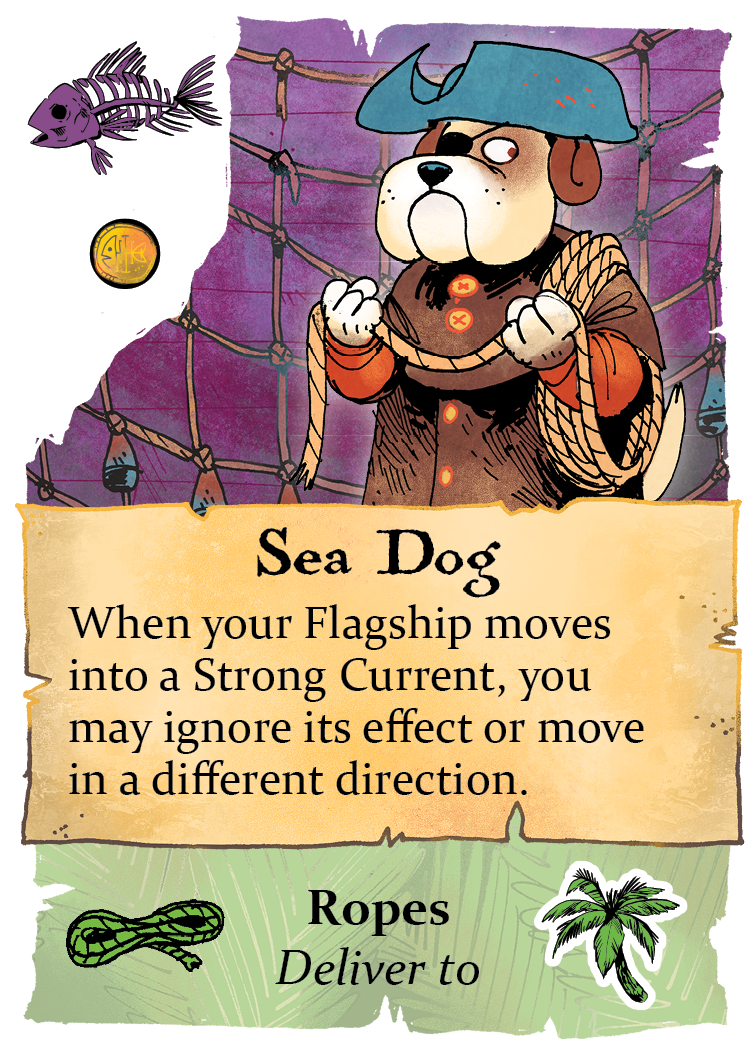 Sea Dog
When your Flagship moves
into a Strong Current, you
may ignore its effect or move
in a different direction.
Ropes
Deliver to